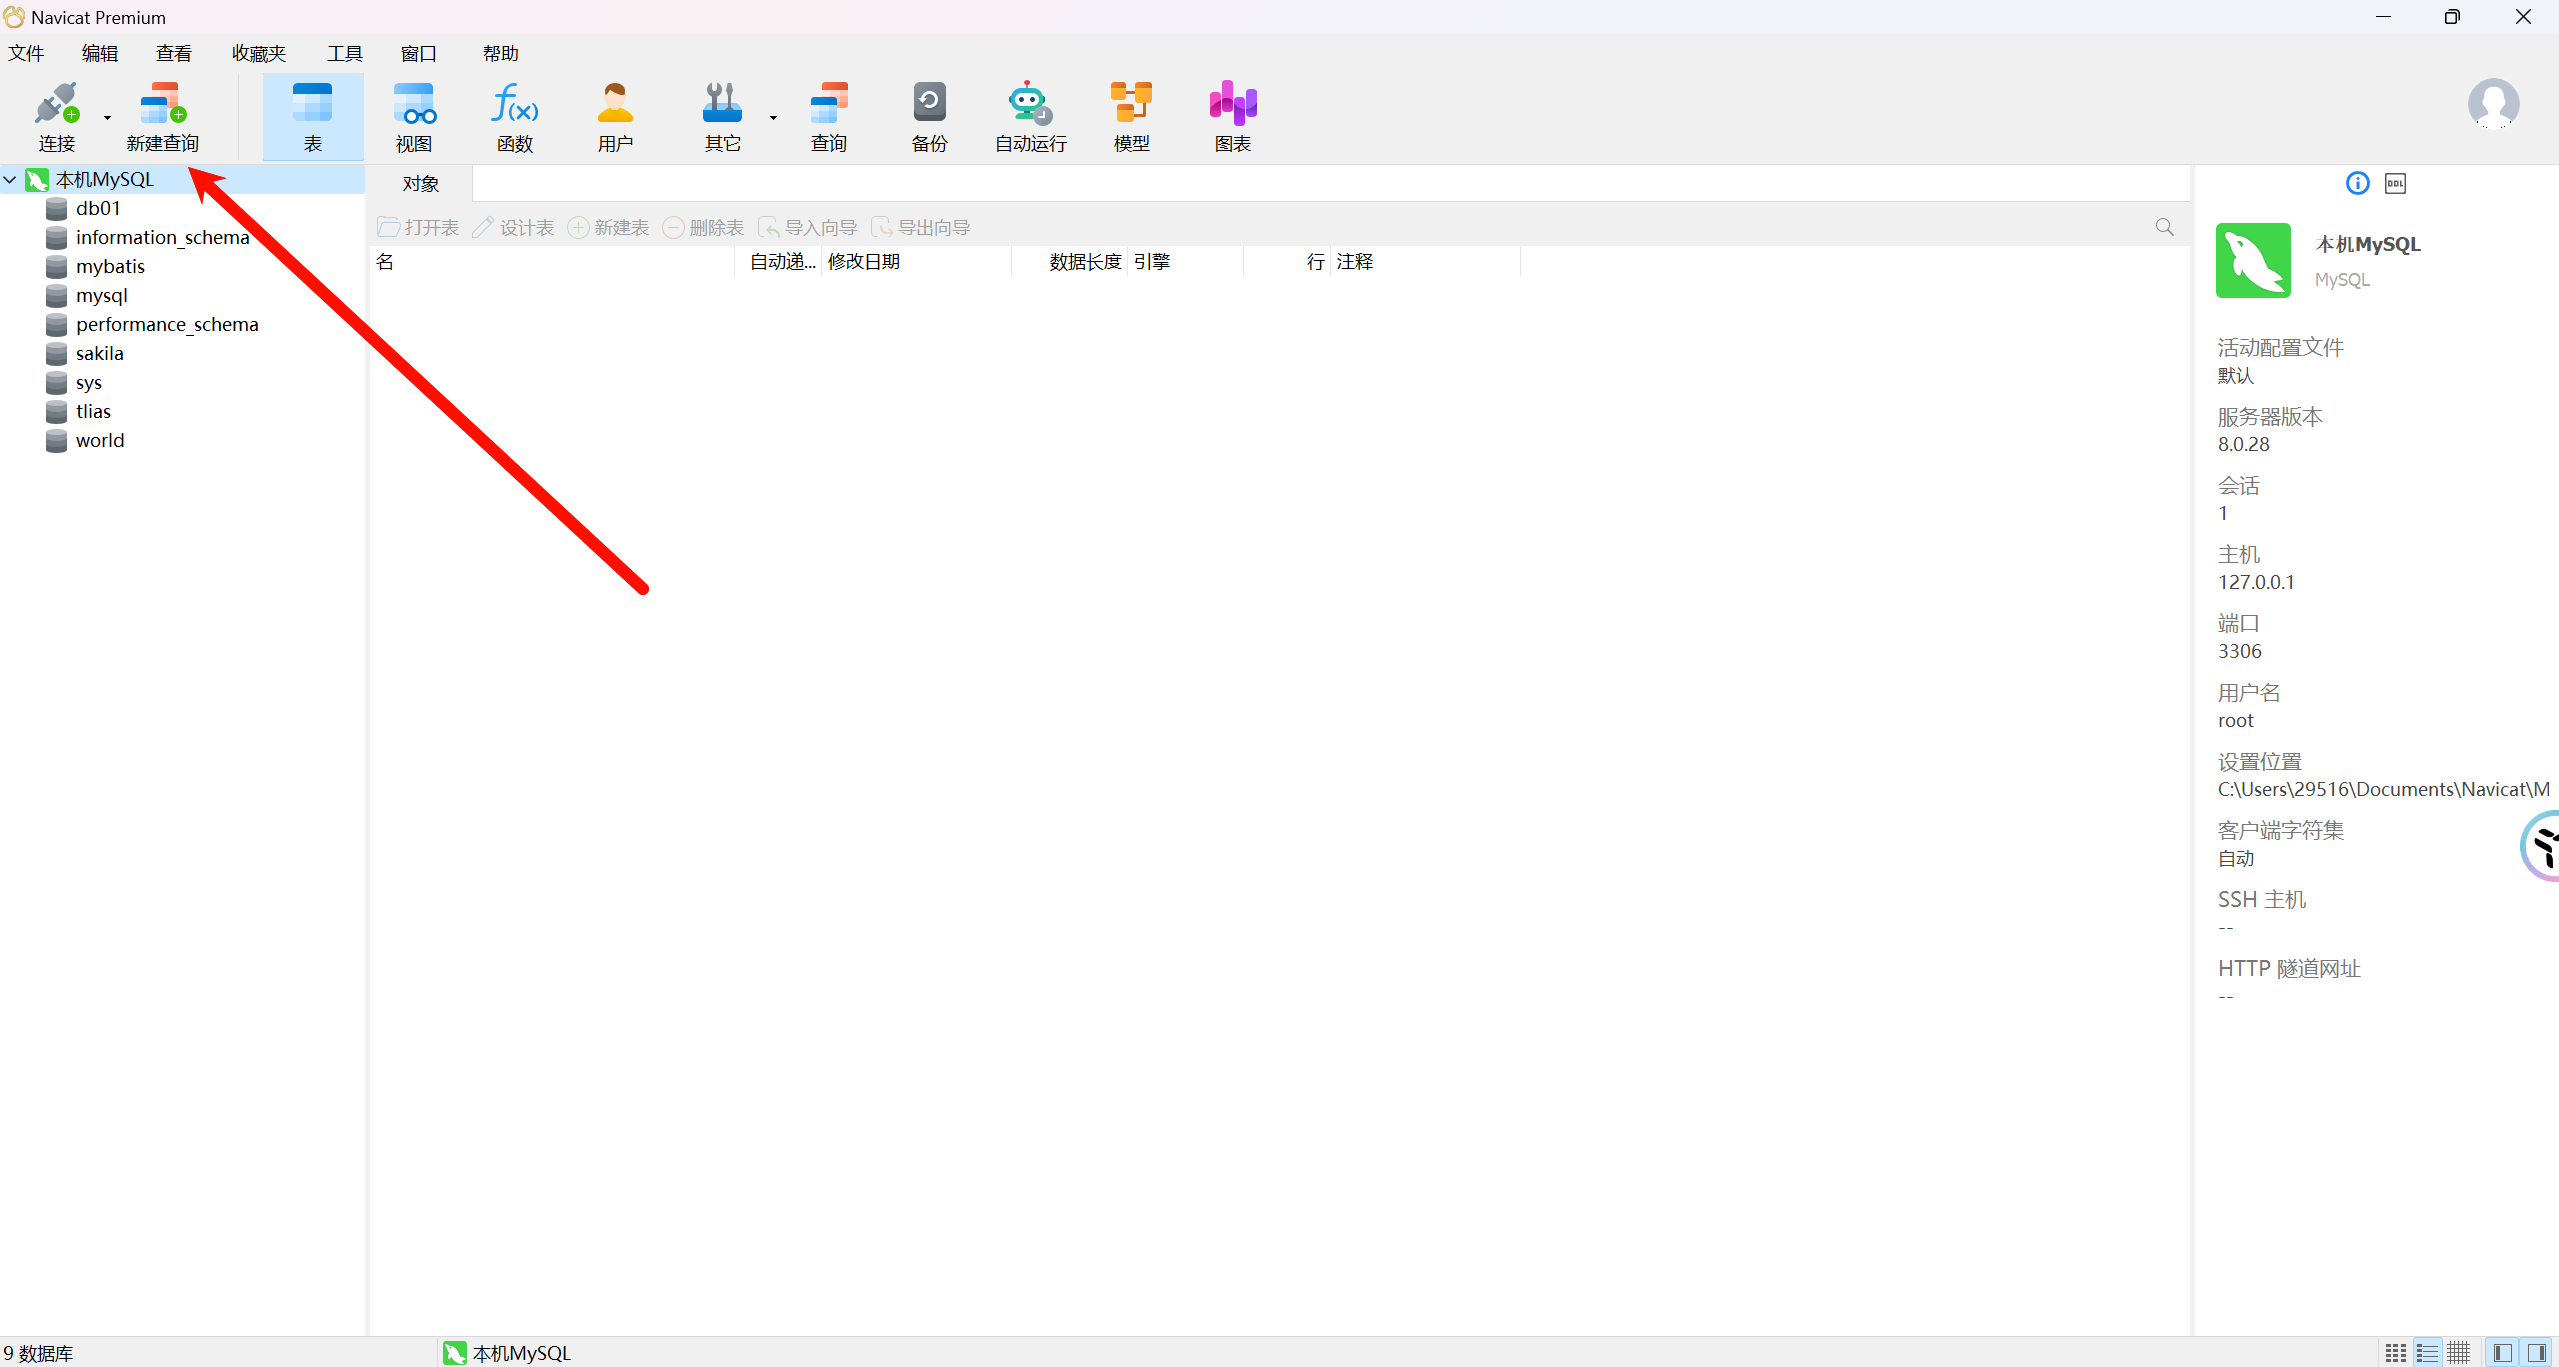 Navicat Premium
文件 编辑 查看 收藏夹 工具 窗口 帮助
连接 新建查询 表 视图 函数 用户 其它 查询 备份 自动运行 模型 图表
本机MySQL
db01
information_schema
mybatis
mysql
performance_schema
sakila
sys
tlias
world
对象
打开表 设计表 新建表 删除表 导入向导 导出向导
名 自动递... 修改日期 数据长度 引擎 行 注释
DDL
本机MySQL
MySQL
活动配置文件
默认
服务器版本
8.0.28
会话
1
主机
127.0.0.1
端口
3306
用户名
root
设置位置
C:\Users\29516\Documents\Navicat\M
客户端字符集
自动
SSH 主机
--
HTTP 隧道网址
--
9 数据库 本机MySQL